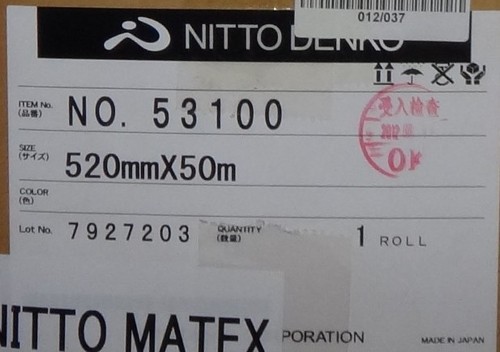 012/037
NITTO DENKO
ITEM No.
(品番)
NO. 53100
受入検査
2012
OK
SIZE
(サイズ)
520mmX50m
COLOR
(色)
Lot No.
7927203
QUANTITY
(数量)
1 ROLL
NITTO MATEX
PORATION
MADE IN JAPAN